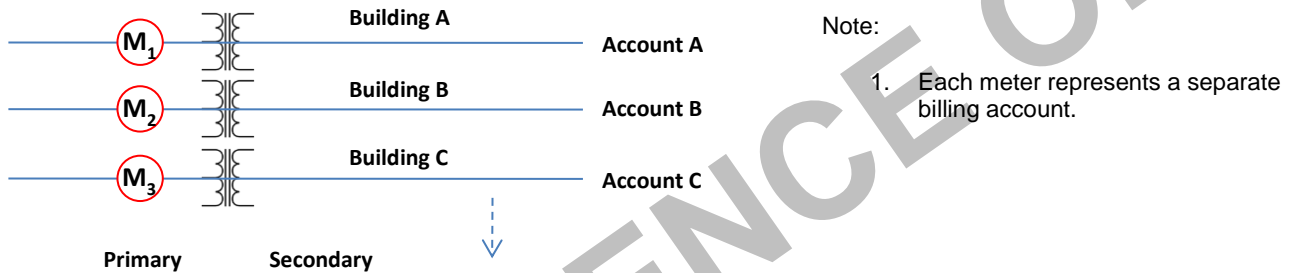 Building A
M1
Account A
Building B
M2
Account B
Building C
M3
Account C
Primary Secondary
Note:
1. Each meter represents a separate
billing account.
ENCE O